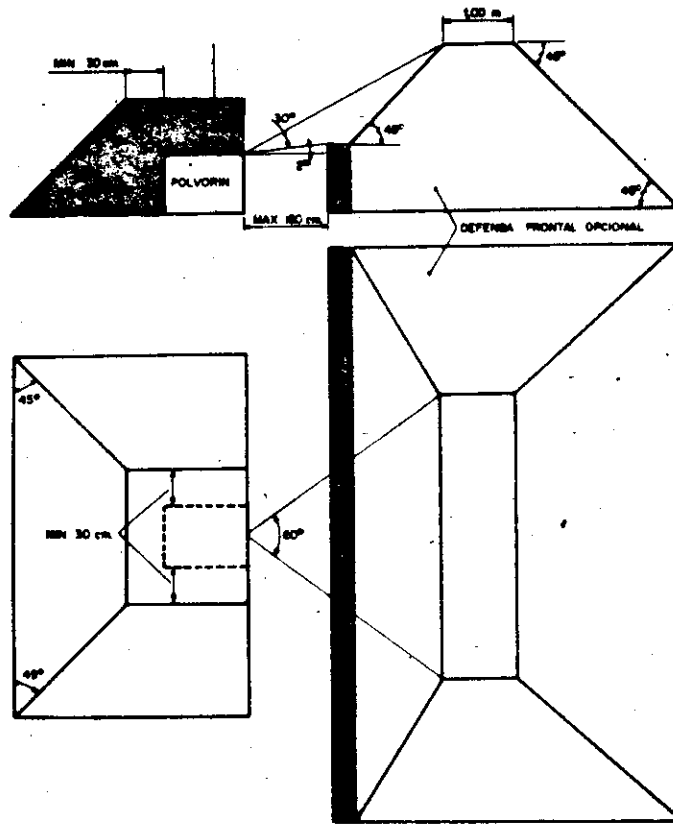 1,00 m
MIN 30 cm
45°
30°
45°
2°
45°
POLVORIN
MAX cm.
DEFENSA FRONTAL OPCIONAL
45°
MIN 30 cm.
60°
45°